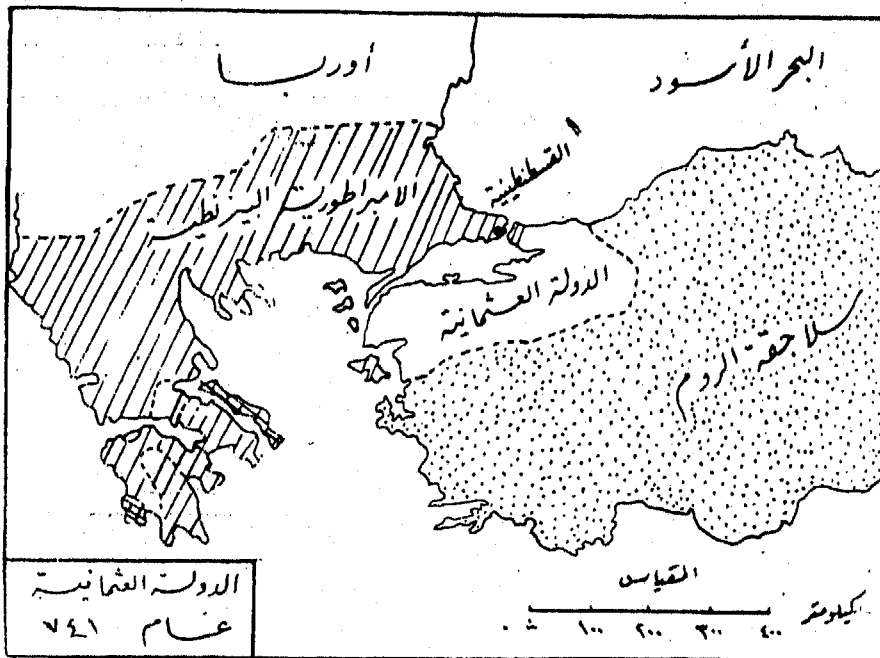 أوربا
البحر الأسود
القسطنطينية
الامبراطورية البيزنطية
الدولة العثمانية
سلاجقة الروم
الدولة العثمانية
عام ٧٤١
المقياس
٠ ١٠٠ ٢٠٠ ٣٠٠ ٤٠٠ كيلومتر